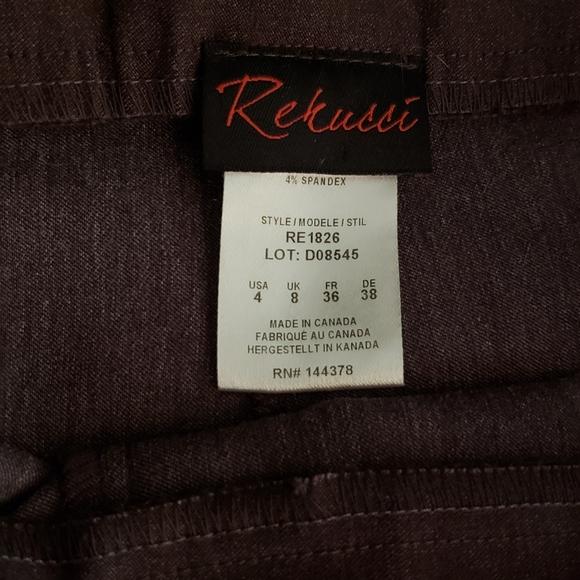 Rekucci
4% SPANDEX
STYLE / MODELE / STIL
RE1826
LOT: D08545
USA UK FR DE
4 8 36 38
MADE IN CANADA
FABRIQUÉ AU CANADA
HERGESTELLT IN KANADA
RN# 144378